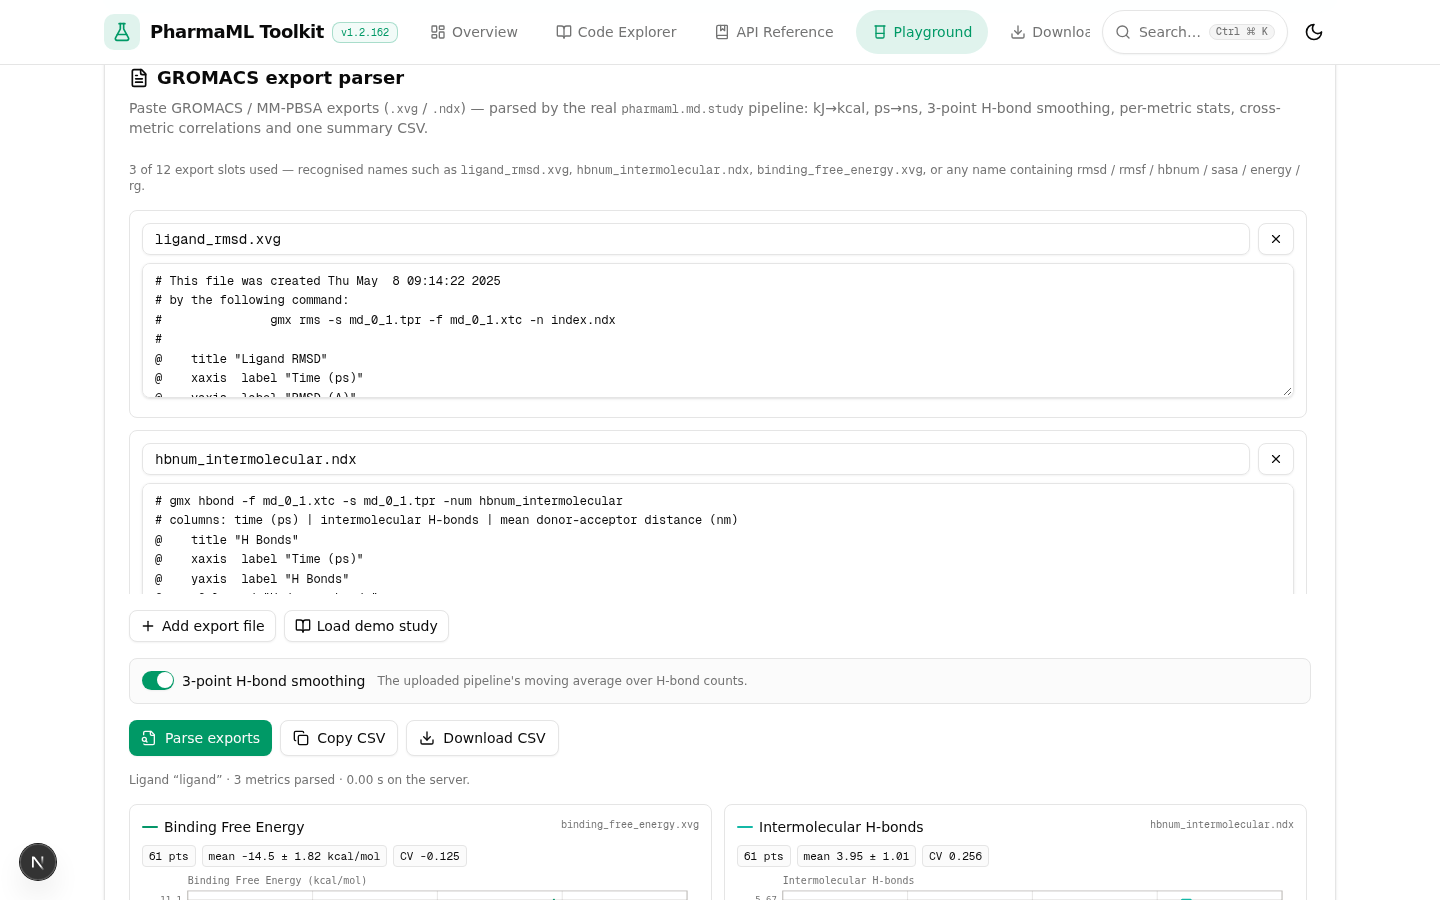 PharmaML Toolkit v1.2.162 Overview Code Explorer API Reference Playground Downloa Search... Ctrl ⌘ K
GROMACS export parser
Paste GROMACS / MM-PBSA exports (.xvg / .ndx) — parsed by the real pharmaml.md.study pipeline: kJ→kcal, ps→ns, 3-point H-bond smoothing, per-metric stats, cross-
metric correlations and one summary CSV.
3 of 12 export slots used — recognised names such as ligand_rmsd.xvg, hbnum_intermolecular.ndx, binding_free_energy.xvg, or any name containing rmsd / rmsf / hbnum / sasa / energy /
rg.
ligand_rmsd.xvg
# This file was created Thu May  8 09:14:22 2025
# by the following command:
#               gmx rms -s md_0_1.tpr -f md_0_1.xtc -n index.ndx
#
@    title "Ligand RMSD"
@    xaxis  label "Time (ps)"
@    yaxis  label "RMSD (A)"
hbnum_intermolecular.ndx
# gmx hbond -f md_0_1.xtc -s md_0_1.tpr -num hbnum_intermolecular
# columns: time (ps) | intermolecular H-bonds | mean donor-acceptor distance (nm)
@    title "H Bonds"
@    xaxis  label "Time (ps)"
@    yaxis  label "H Bonds"
Add export file Load demo study
3-point H-bond smoothing The uploaded pipeline's moving average over H-bond counts.
Parse exports Copy CSV Download CSV
Ligand “ligand” · 3 metrics parsed · 0.00 s on the server.
Binding Free Energy binding_free_energy.xvg
61 pts mean -14.5 ± 1.82 kcal/mol CV -0.125
Binding Free Energy (kcal/mol)
Intermolecular H-bonds hbnum_intermolecular.ndx
61 pts mean 3.95 ± 1.01 CV 0.256
Intermolecular H-bonds
5.67
N